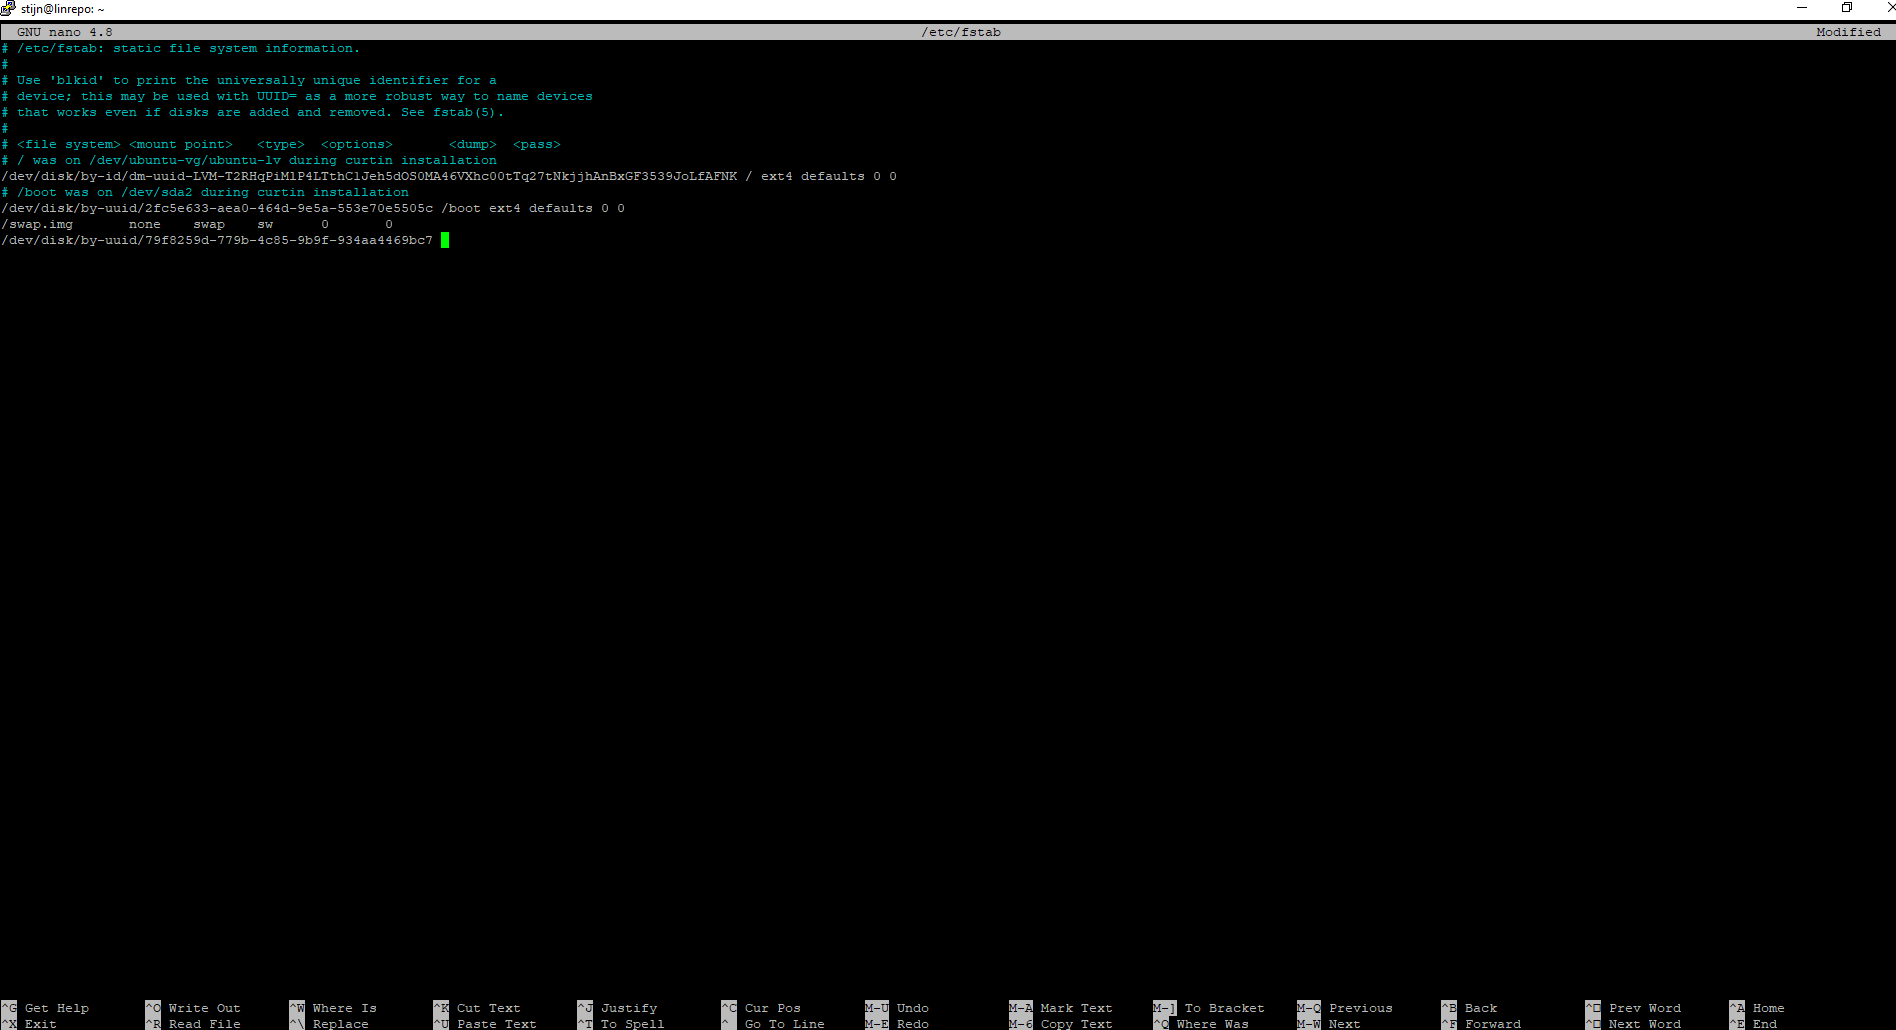 stijn@linrepo: ~
GNU nano 4.8 /etc/fstab Modified
# /etc/fstab: static file system information.
#
# Use 'blkid' to print the universally unique identifier for a
# device; this may be used with UUID= as a more robust way to name devices
# that works even if disks are added and removed. See fstab(5).
#
# <file system> <mount point>   <type>  <options>       <dump>  <pass>
# / was on /dev/ubuntu-vg/ubuntu-lv during curtin installation
/dev/disk/by-id/dm-uuid-LVM-T2RHqPiMlP4LTthClJeh5dOS0MA46VXhc00tTq27tNkjjhAnBxGF3539JoLfAFNK / ext4 defaults 0 0
# /boot was on /dev/sda2 during curtin installation
/dev/disk/by-uuid/2fc5e633-aea0-464d-9e5a-553e70e5505c /boot ext4 defaults 0 0
/swap.img       none    swap    sw      0       0
/dev/disk/by-uuid/79f8259d-779b-4c85-9b9f-934aa4469bc7
^G Get Help ^O Write Out ^W Where Is ^K Cut Text ^J Justify ^C Cur Pos M-U Undo M-A Mark Text M-] To Bracket M-Q Previous ^B Back ^□ Prev Word ^A Home
^X Exit ^R Read File ^\ Replace ^U Paste Text ^T To Spell ^_ Go To Line M-E Redo M-6 Copy Text ^Q Where Was M-W Next ^F Forward ^□ Next Word ^E End